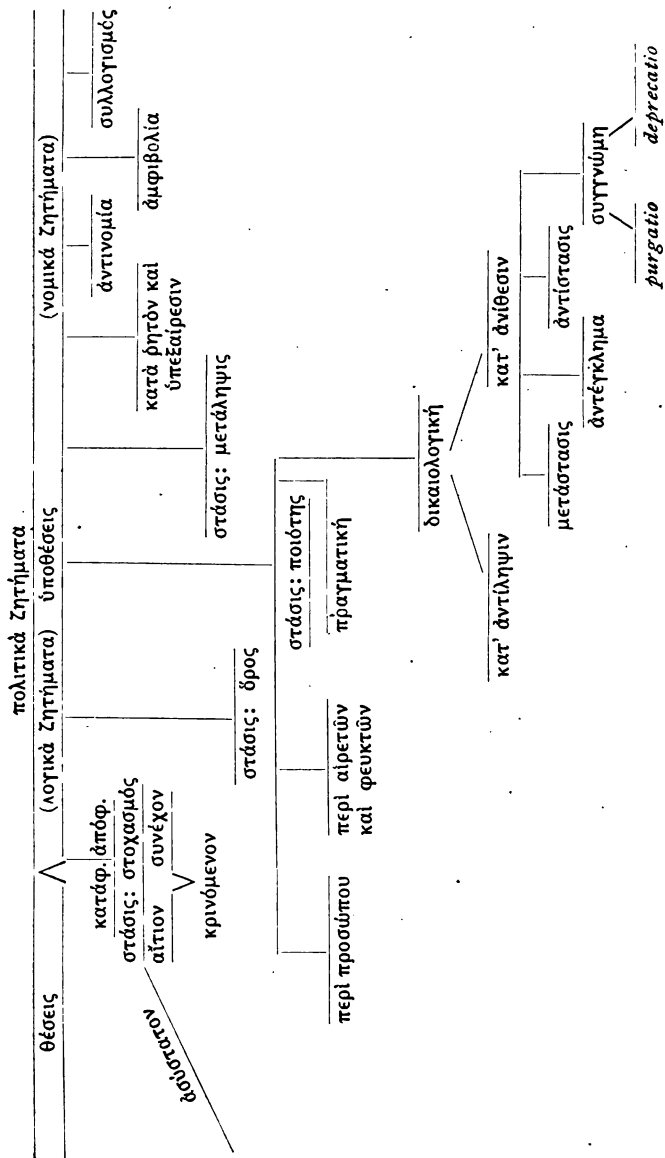 πολιτικὰ Ζητήματα
θέσεις (λογικὰ Ζητήματα) ὑποθέσεις (νομικὰ Ζητήματα)
κατάφ. ἀπόφ.
στάσις: στοχασμός
αἴτιον συνέχον
κρινόμενον
ἀσύστατον
στάσις: ὅρος
στάσις: μετάληψις
κατὰ ῥητὸν καὶ
ὑπεξαίρεσιν
ἀντινομία
ἀμφιβολία
συλλογισμός
περὶ προσώπου
περὶ αἱρετῶν
καὶ φευκτῶν
στάσις: ποιότης
πραγματική
δικαιολογική
κατ' ἀντίληψιν
κατ' ἀνίθεσιν
μετάστασις
ἀντέγκλημα
ἀντίστασις
συγγνώμη
purgatio
deprecatio